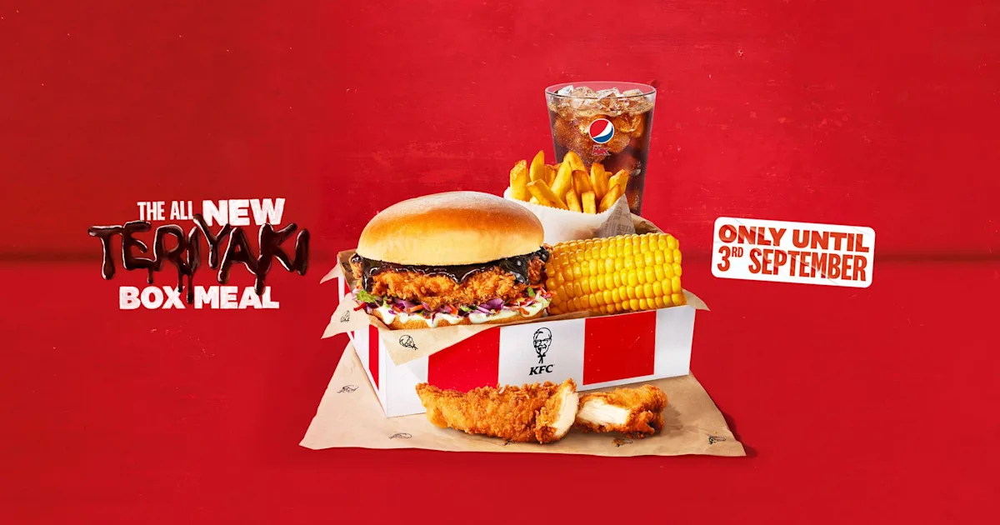 THE ALL NEW
TERIYAKI
BOX MEAL
ONLY UNTIL
3RD SEPTEMBER
KFC